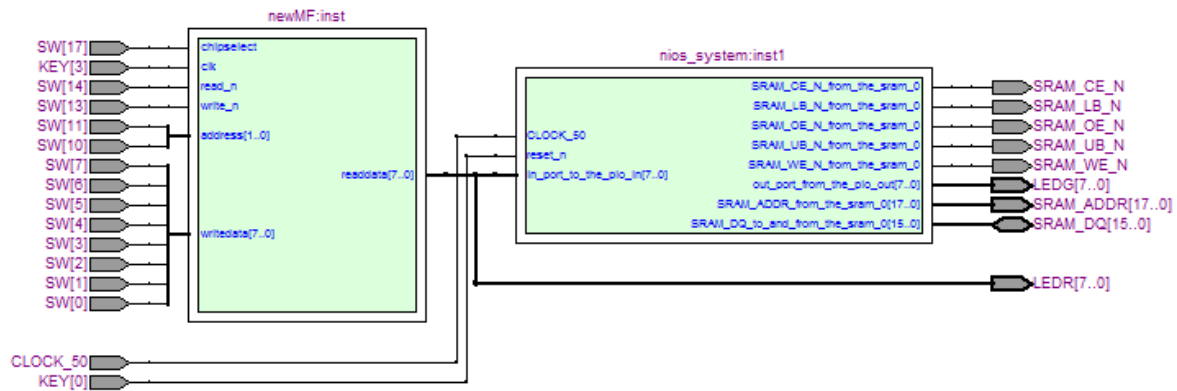 newMF:inst
SW[17]
KEY[3]
SW[14]
SW[13]
SW[11]
SW[10]
SW[7]
SW[6]
SW[5]
SW[4]
SW[3]
SW[2]
SW[1]
SW[0]
chipselect
clk
read_n
write_n
address[1..0]
writedata[7..0]
readdata[7..0]
nios_system:inst1
CLOCK_50
reset_n
in_port_to_the_pio_in[7..0]
SRAM_CE_N_from_the_sram_0
SRAM_LB_N_from_the_sram_0
SRAM_OE_N_from_the_sram_0
SRAM_UB_N_from_the_sram_0
SRAM_WE_N_from_the_sram_0
out_port_from_the_pio_out[7..0]
SRAM_ADDR_from_the_sram_0[17..0]
SRAM_DQ_to_and_from_the_sram_0[15..0]
SRAM_CE_N
SRAM_LB_N
SRAM_OE_N
SRAM_UB_N
SRAM_WE_N
LEDG[7..0]
SRAM_ADDR[17..0]
SRAM_DQ[15..0]
LEDR[7..0]
CLOCK_50
KEY[0]